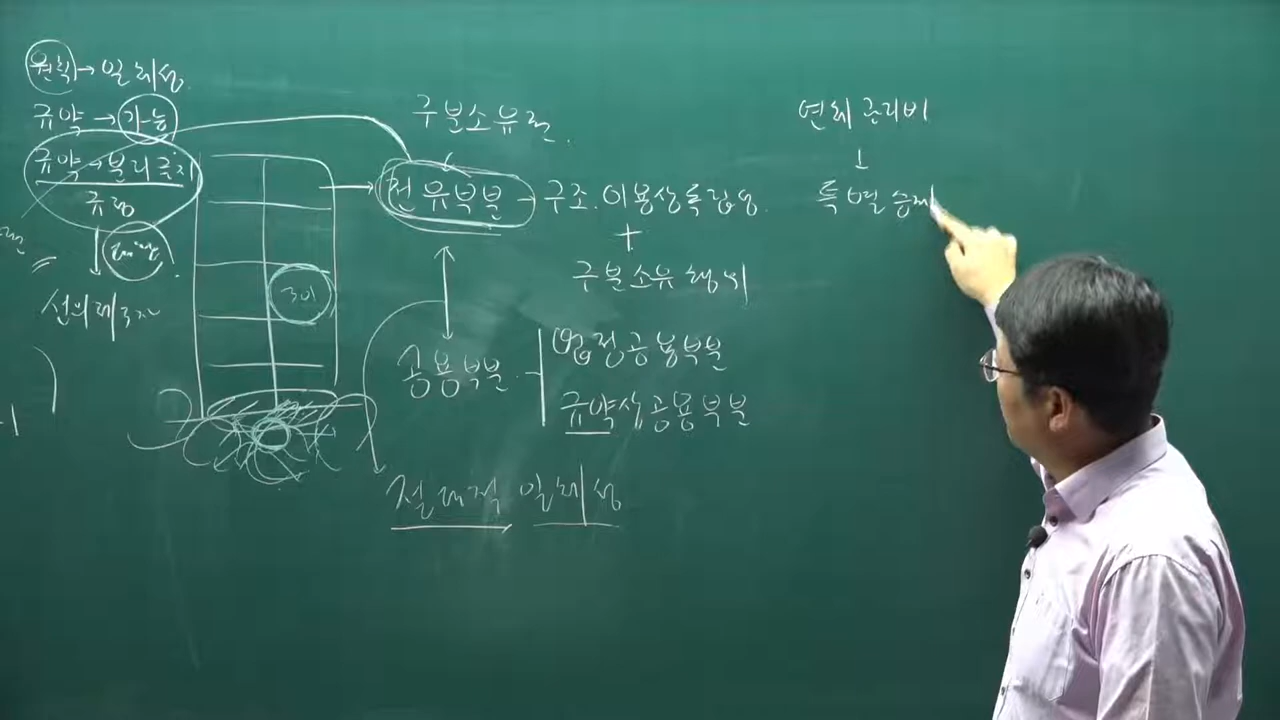 원칙→일체성
규약→가능
규약→분리금지
규정
선의 제3자
301
구분소유권.
전유부분 - 구조.이용상독립성.
+
구분소유행위
공용부분 - 법정공용부분
규약상공용부분
절대적 일체성
연체 관리비
↓
특별승계